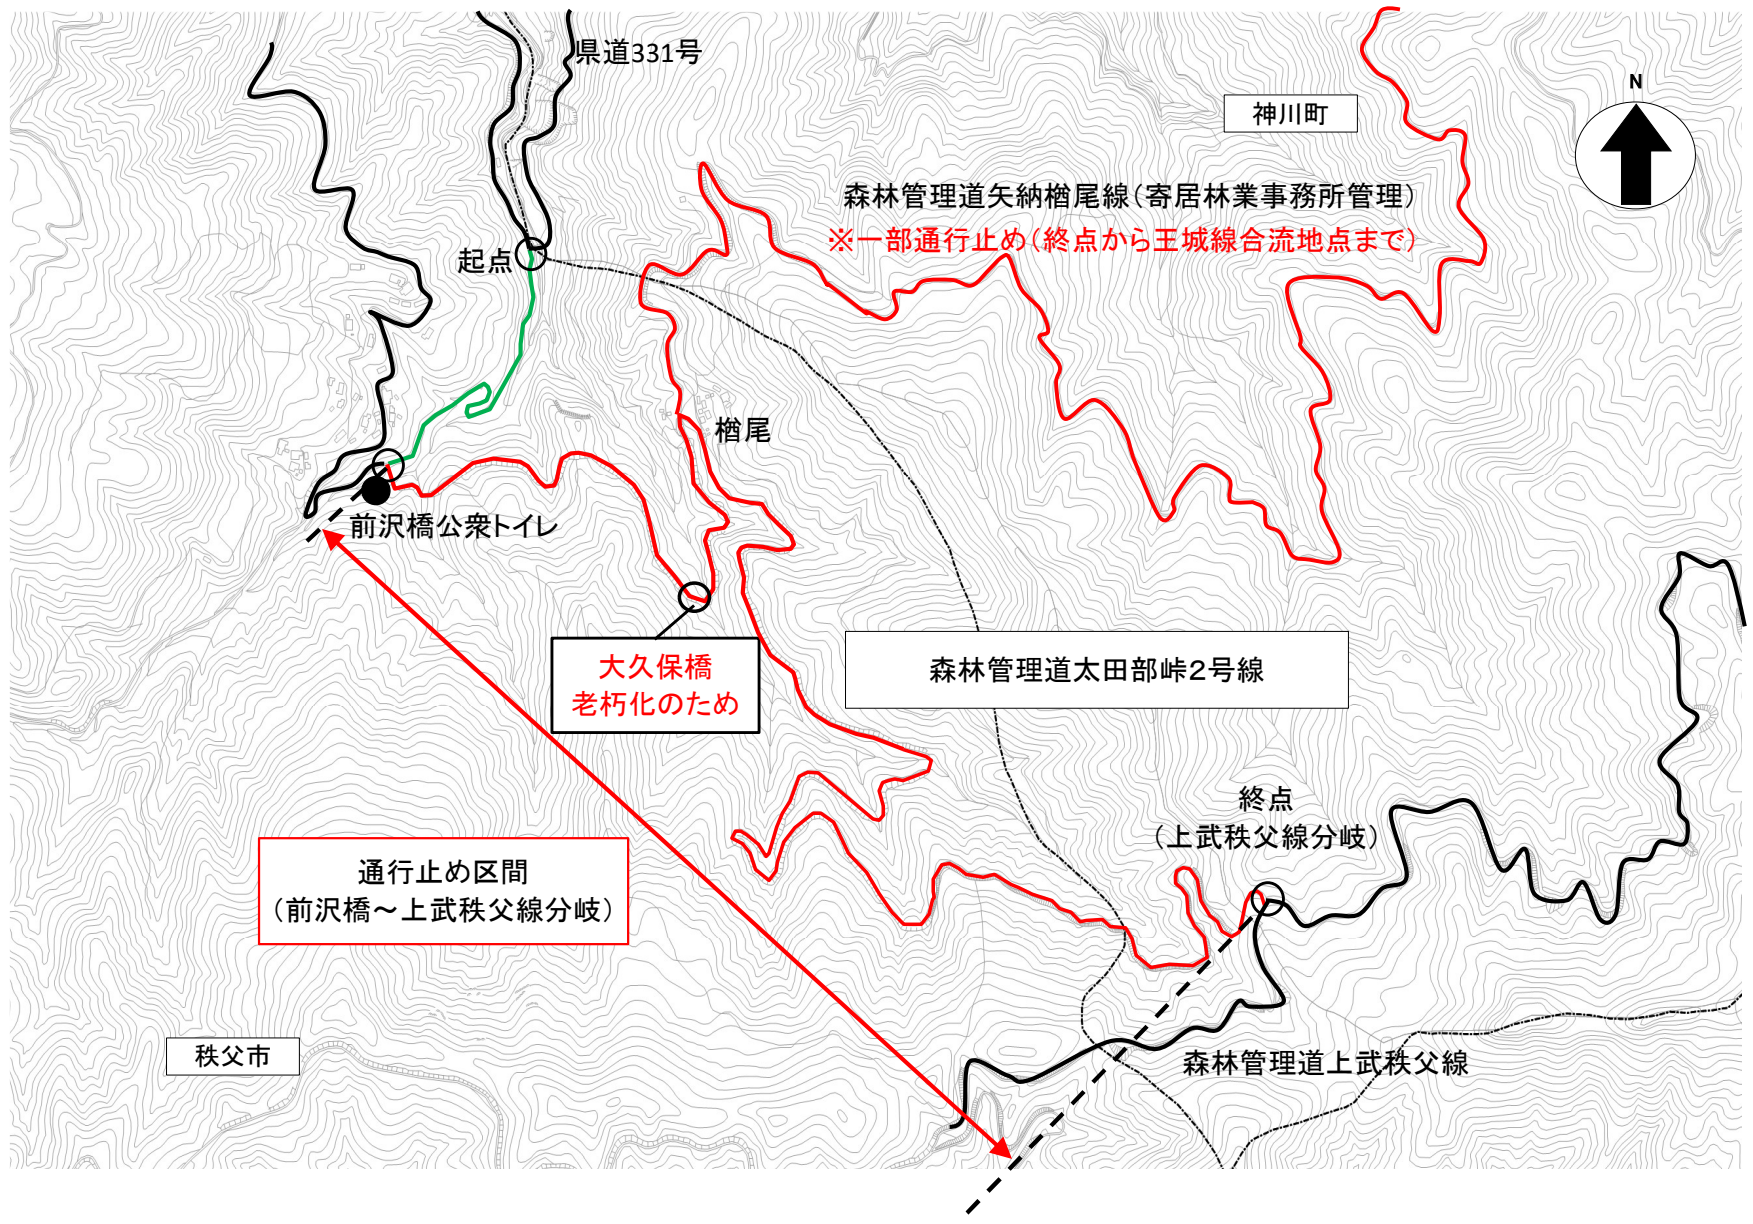 県道331号
N
神川町
森林管理道矢納楢尾線(寄居林業事務所管理)
※一部通行止め(終点から王城線合流地点まで)
起点
楢尾
前沢橋公衆トイレ
大久保橋
老朽化のため
森林管理道太田部峠2号線
終点
(上武秩父線分岐)
通行止め区間
(前沢橋～上武秩父線分岐)
秩父市
森林管理道上武秩父線